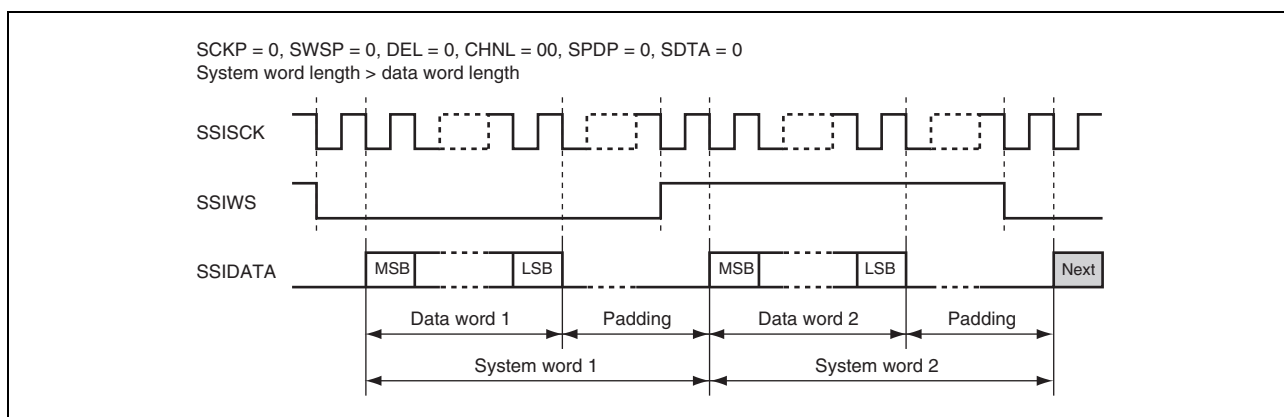 SCKP = 0, SWSP = 0, DEL = 0, CHNL = 00, SPDP = 0, SDTA = 0
System word length > data word length
SSISCK
SSIWS
SSIDATA
MSB
LSB
MSB
LSB
Next
Data word 1
Padding
Data word 2
Padding
System word 1
System word 2